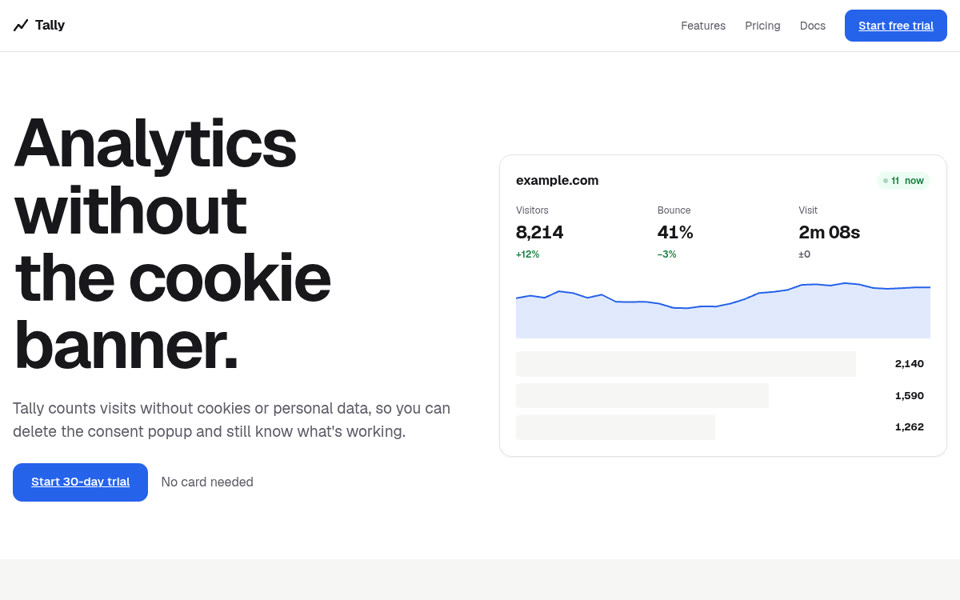 Tally
Features
Pricing
Docs
Start free trial
Analytics
without
the cookie
banner.
Tally counts visits without cookies or personal data, so you can
delete the consent popup and still know what's working.
Start 30-day trial
No card needed
example.com
11 now
Visitors
Bounce
Visit
8,214
41%
2m 08s
+12%
−3%
±0
2,140
1,590
1,262